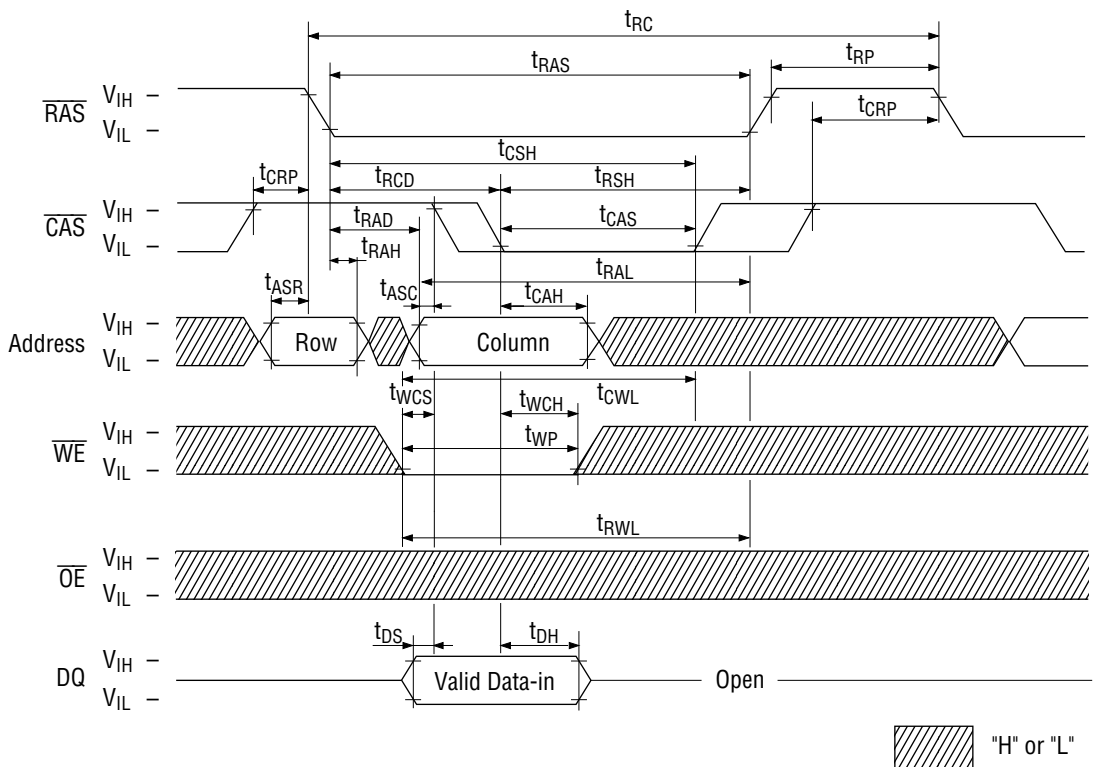 tRC
tRAS
tRP
RAS
VIH –
VIL –
tCRP
tCSH
tCRP
tRCD
tRSH
CAS
VIH –
VIL –
tRAD
tCAS
tRAH
tRAL
tASR
tASC
tCAH
Address
VIH –
VIL –
Row
Column
tWCS
tCWL
tWCH
WE
VIH –
VIL –
tWP
tRWL
OE
VIH –
VIL –
tDS
tDH
DQ
VIH –
VIL –
Valid Data-in
Open
"H" or "L"